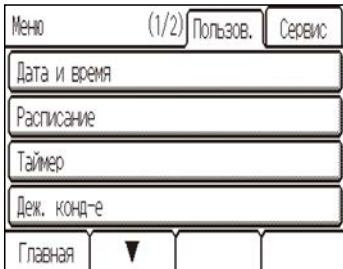 Меню (1/2) Пользов. Сервис
Дата и время
Расписание
Таймер
Деж. конд-е
Главная ▼